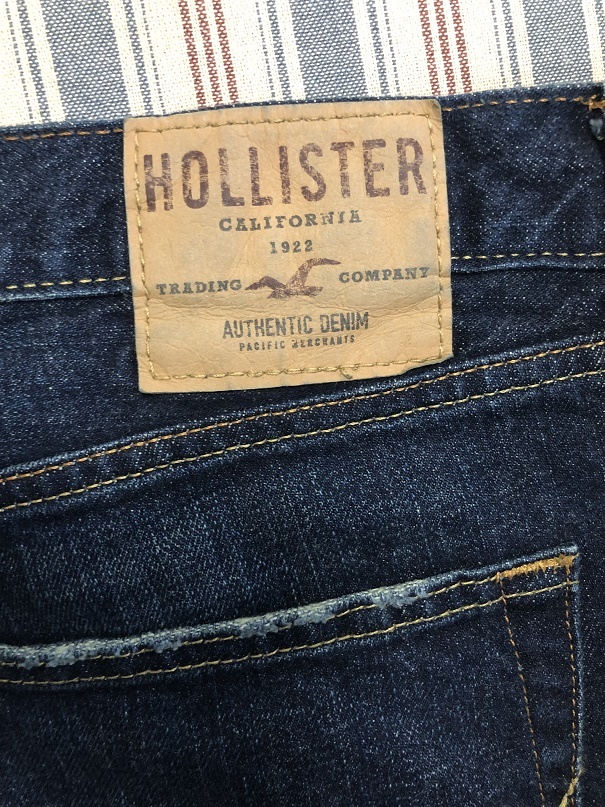 HOLLISTER
CALIFORNIA
1922
TRADING COMPANY
AUTHENTIC DENIM
PACIFIC MERCHANTS